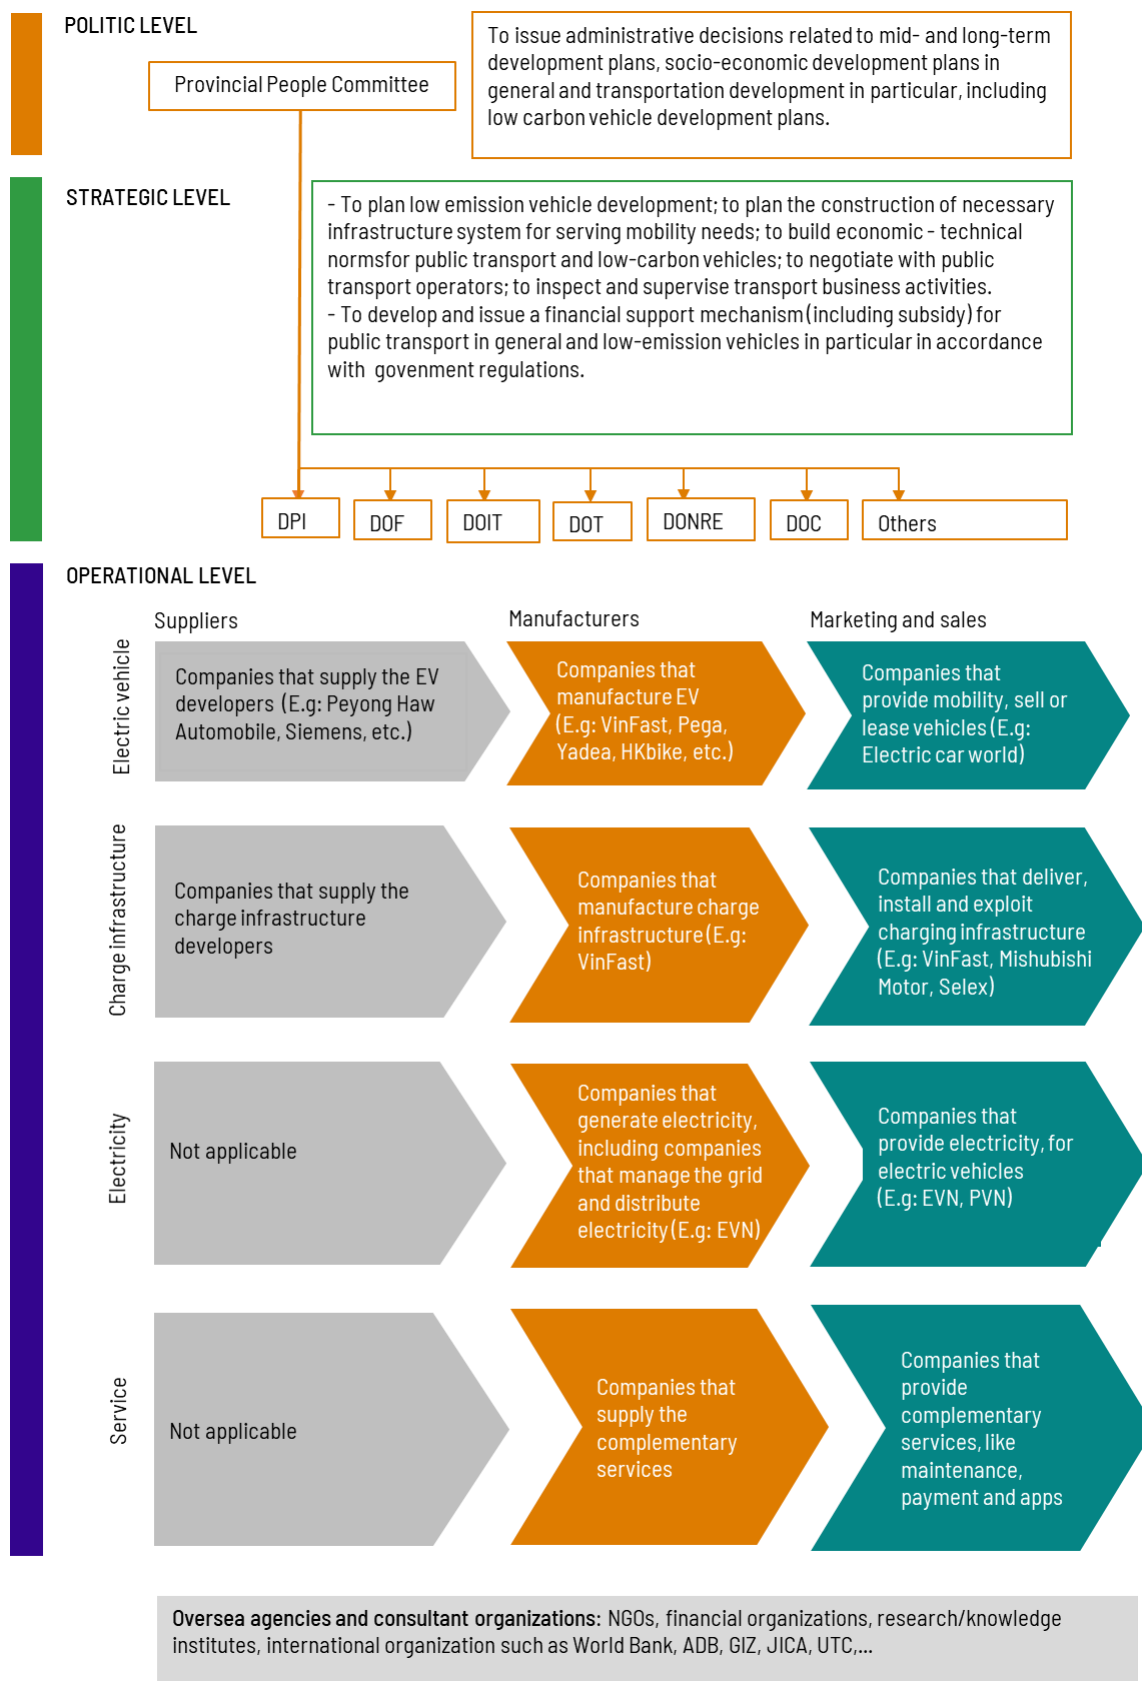 POLITIC LEVEL
Provincial People Committee
To issue administrative decisions related to mid- and long-term
development plans, socio-economic development plans in
general and transportation development in particular, including
low carbon vehicle development plans.
STRATEGIC LEVEL
- To plan low emission vehicle development; to plan the construction of necessary
infrastructure system for serving mobility needs; to build economic - technical
normsfor public transport and low-carbon vehicles; to negotiate with public
transport operators; to inspect and supervise transport business activities.
- To develop and issue a financial support mechanism (including subsidy) for
public transport in general and low-emission vehicles in particular in accordance
with govenment regulations.
DPI
DOF
DOIT
DOT
DONRE
DOC
Others
OPERATIONAL LEVEL
Suppliers
Manufacturers
Marketing and sales
Electric vehicle
Companies that supply the EV
developers (E.g: Peyong Haw
Automobile, Siemens, etc.)
Companies that
manufacture EV
(E.g: VinFast, Pega,
Yadea, HKbike, etc.)
Companies that
provide mobility, sell or
lease vehicles (E.g:
Electric car world)
Charge infrastructure
Companies that supply the
charge infrastructure
developers
Companies that
manufacture charge
infrastructure (E.g:
VinFast)
Companies that deliver,
install and exploit
charging infrastructure
(E.g: VinFast, Mishubishi
Motor, Selex)
Electricity
Not applicable
Companies that
generate electricity,
including companies
that manage the grid
and distribute
electricity (E.g: EVN)
Companies that
provide electricity, for
electric vehicles
(E.g: EVN, PVN)
Service
Not applicable
Companies that
supply the
complementary
services
Companies that
provide
complementary
services, like
maintenance,
payment and apps
Oversea agencies and consultant organizations: NGOs, financial organizations, research/knowledge
institutes, international organization such as World Bank, ADB, GIZ, JICA, UTC,...